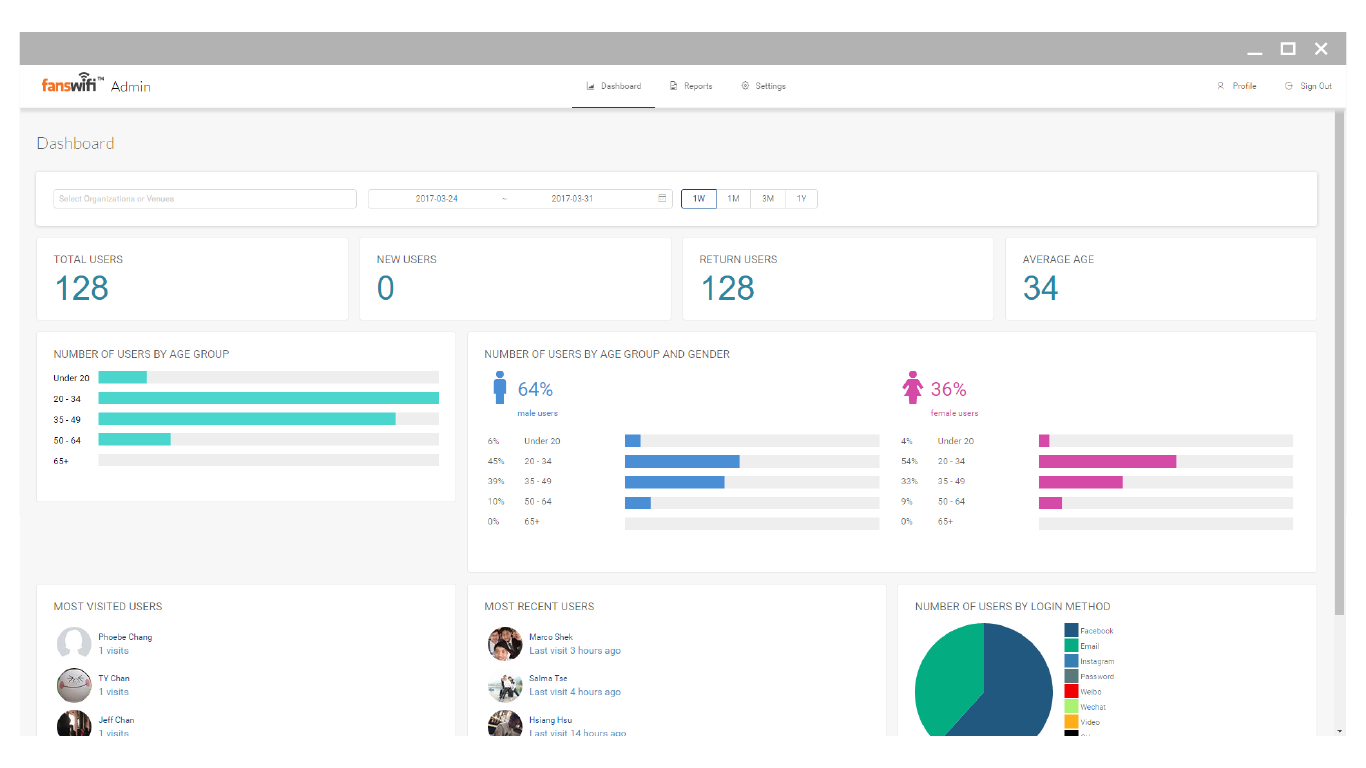 fanswifi™ Admin
Dashboard
Reports
Settings
Profile
Sign Out
Dashboard
Select Organizations or Venues
2017-03-24 ~ 2017-03-31
1W 1M 3M 1Y
TOTAL USERS
128
NEW USERS
0
RETURN USERS
128
AVERAGE AGE
34
NUMBER OF USERS BY AGE GROUP
Under 20
20 - 34
35 - 49
50 - 64
65+
NUMBER OF USERS BY AGE GROUP AND GENDER
64%
male users
6% Under 20
45% 20 - 34
39% 35 - 49
10% 50 - 64
0% 65+
36%
female users
4% Under 20
54% 20 - 34
33% 35 - 49
9% 50 - 64
0% 65+
MOST VISITED USERS
Phoebe Chang
1 visits
TY Chan
1 visits
Jeff Chan
1 visits
MOST RECENT USERS
Marco Shek
Last visit 3 hours ago
Salma Tse
Last visit 4 hours ago
Hsiang Hsu
Last visit 14 hours ago
NUMBER OF USERS BY LOGIN METHOD
Facebook
Email
Instagram
Password
Weibo
Wechat
Video